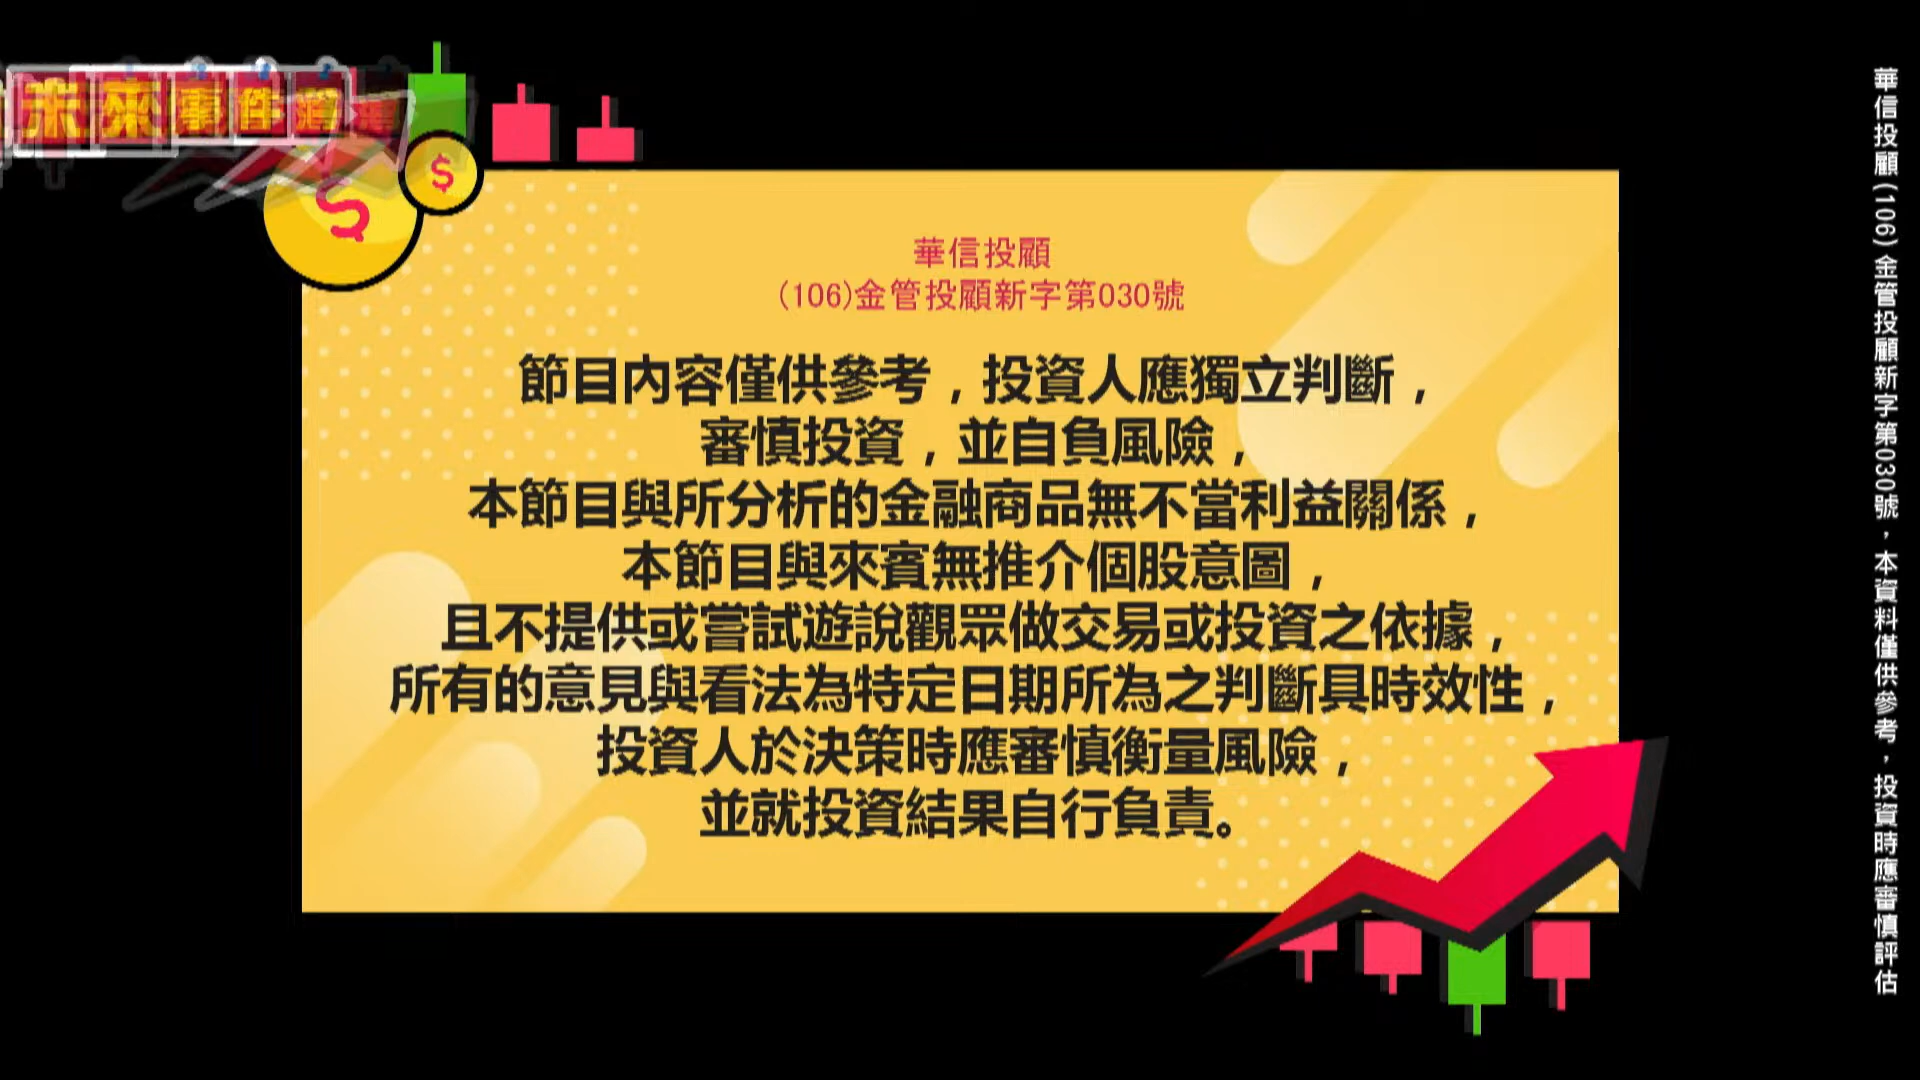 未來事件
華信投顧
(106)金管投顧新字第030號
節目內容僅供參考，投資人應獨立判斷，
審慎投資，並自負風險，
本節目與所分析的金融商品無不當利益關係，
本節目與來賓無推介個股意圖，
且不提供或嘗試遊說觀眾做交易或投資之依據，
所有的意見與看法為特定日期所為之判斷具時效性，
投資人於決策時應審慎衡量風險，
並就投資結果自行負責。
華信投顧(106)金管投顧新字第030號，本資料僅供參考，投資時應審慎評估